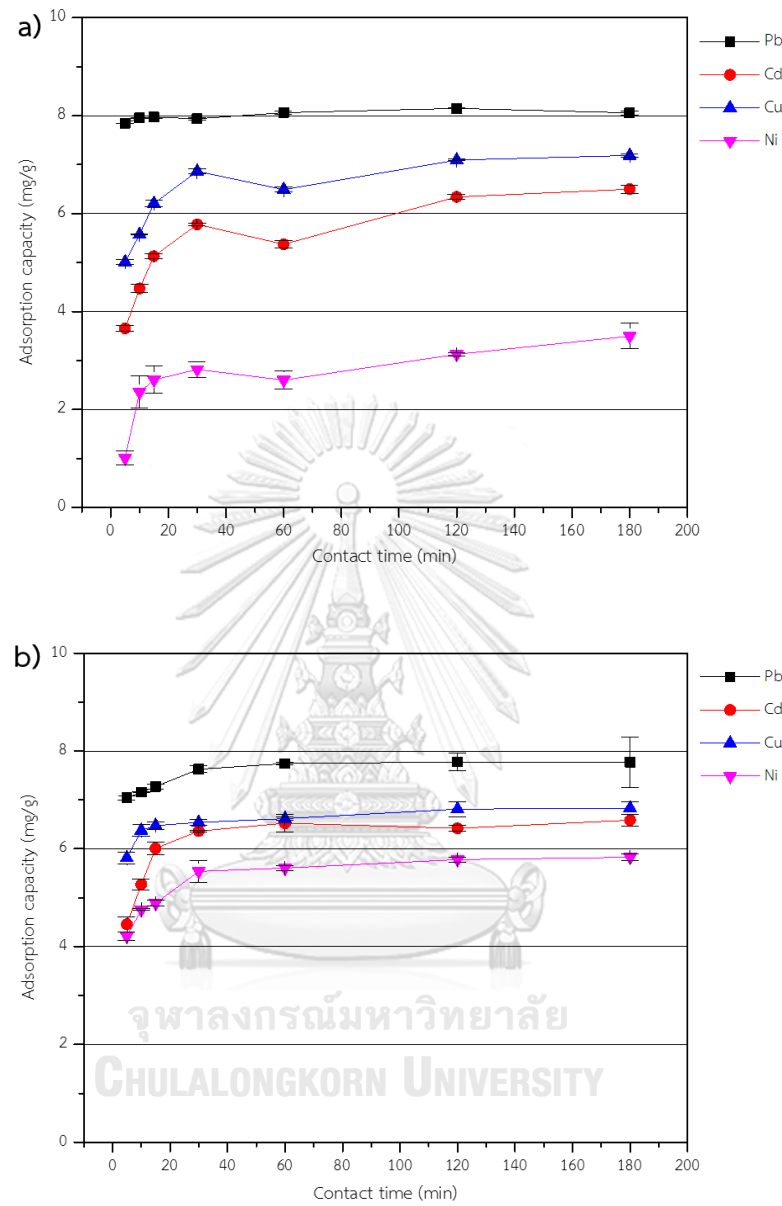 a)
10
8
6
4
2
0
Adsorption capacity (mg/g)
0 20 40 60 80 100 120 140 160 180 200
Contact time (min)
Pb
Cd
Cu
Ni
b)
10
8
6
4
2
0
Adsorption capacity (mg/g)
0 20 40 60 80 100 120 140 160 180 200
Contact time (min)
Pb
Cd
Cu
Ni
จุฬาลงกรณ์มหาวิทยาลัย
CHULALONGKORN UNIVERSITY